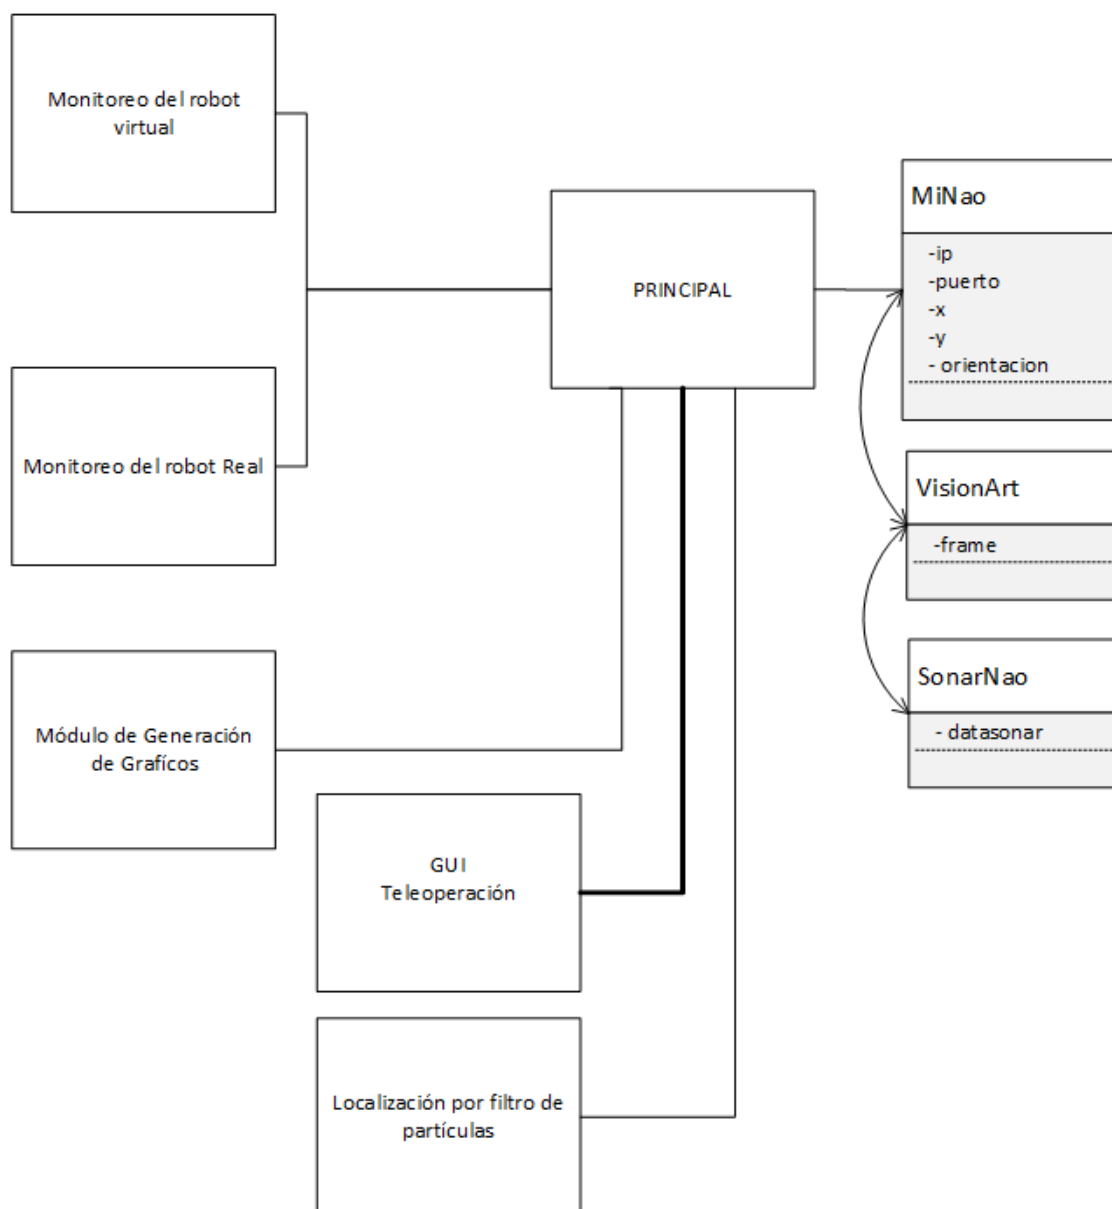 Monitoreo del robot
virtual
PRINCIPAL
MiNao
-ip
-puerto
-x
-y
- orientacion
Monitoreo del robot Real
VisionArt
-frame
SonarNao
- datasonar
Módulo de Generación
de Grafícos
GUI
Teleoperación
Localización por filtro de
partículas